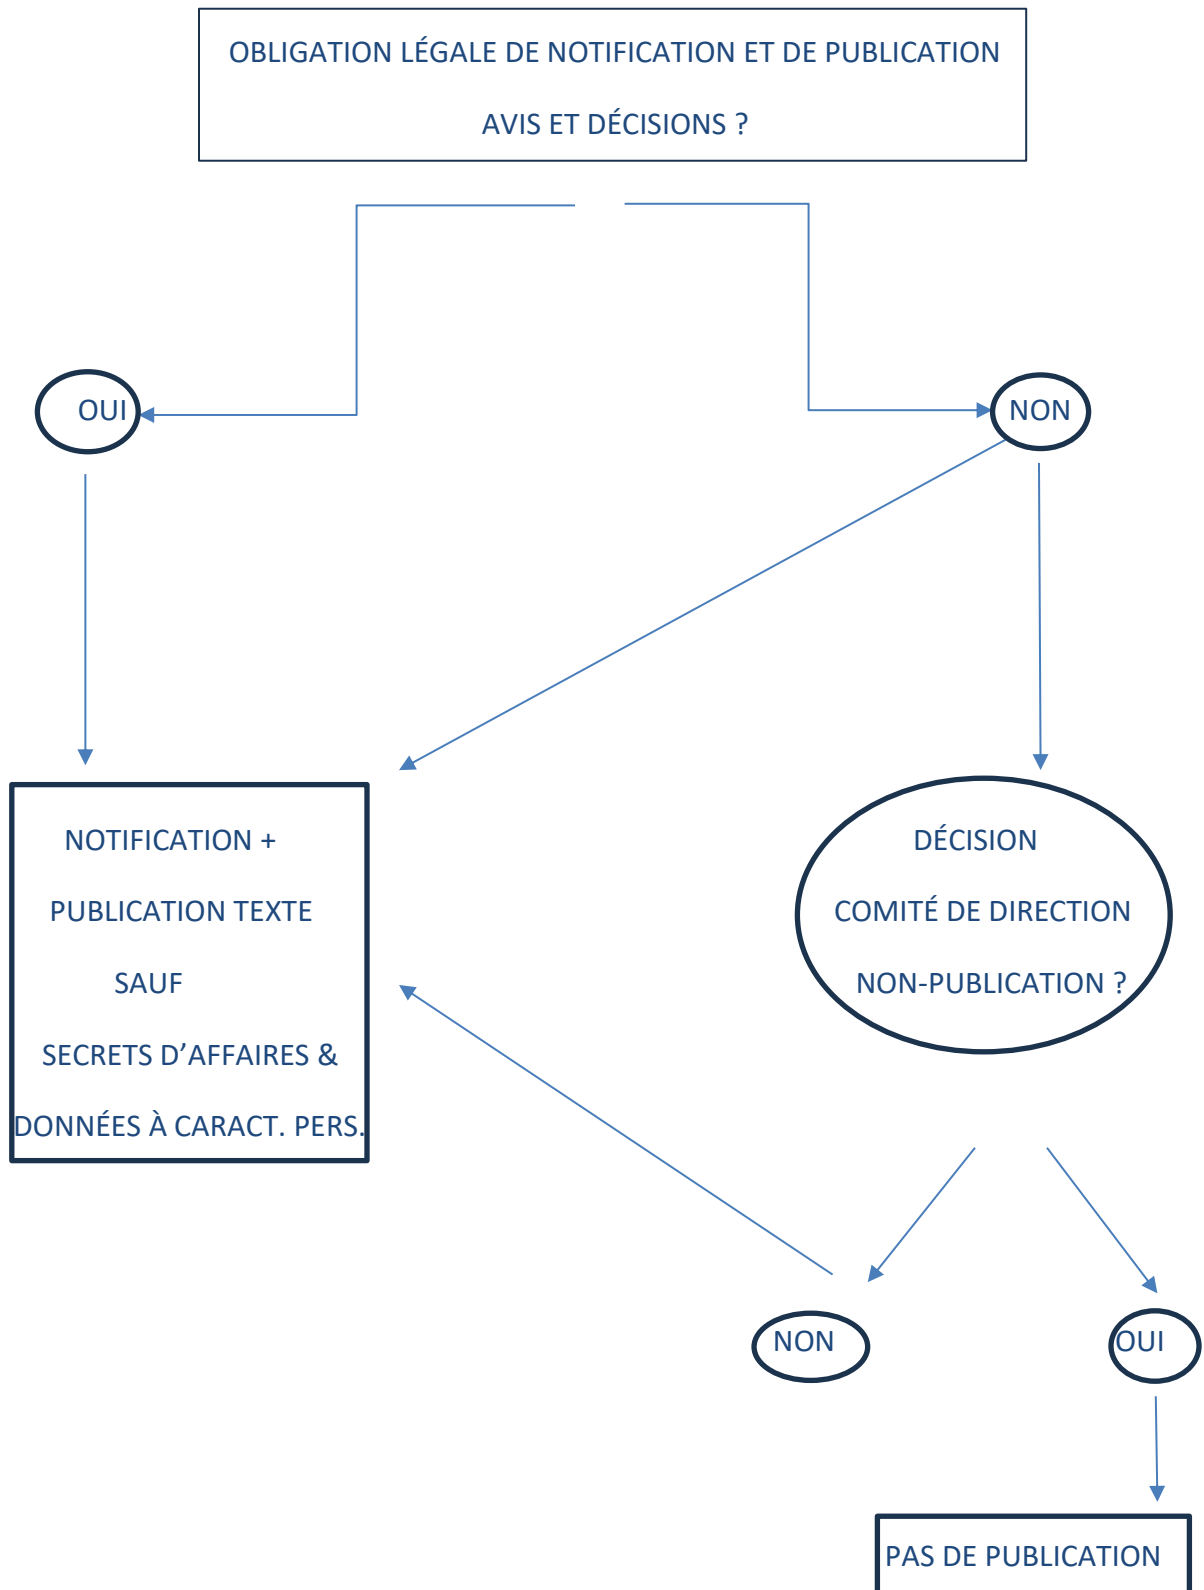 OBLIGATION LÉGALE DE NOTIFICATION ET DE PUBLICATION
AVIS ET DÉCISIONS ?
OUI
NON
NOTIFICATION +
PUBLICATION TEXTE
SAUF
SECRETS D’AFFAIRES &
DONNÉES À CARACT. PERS.
DÉCISION
COMITÉ DE DIRECTION
NON-PUBLICATION ?
NON
OUI
PAS DE PUBLICATION